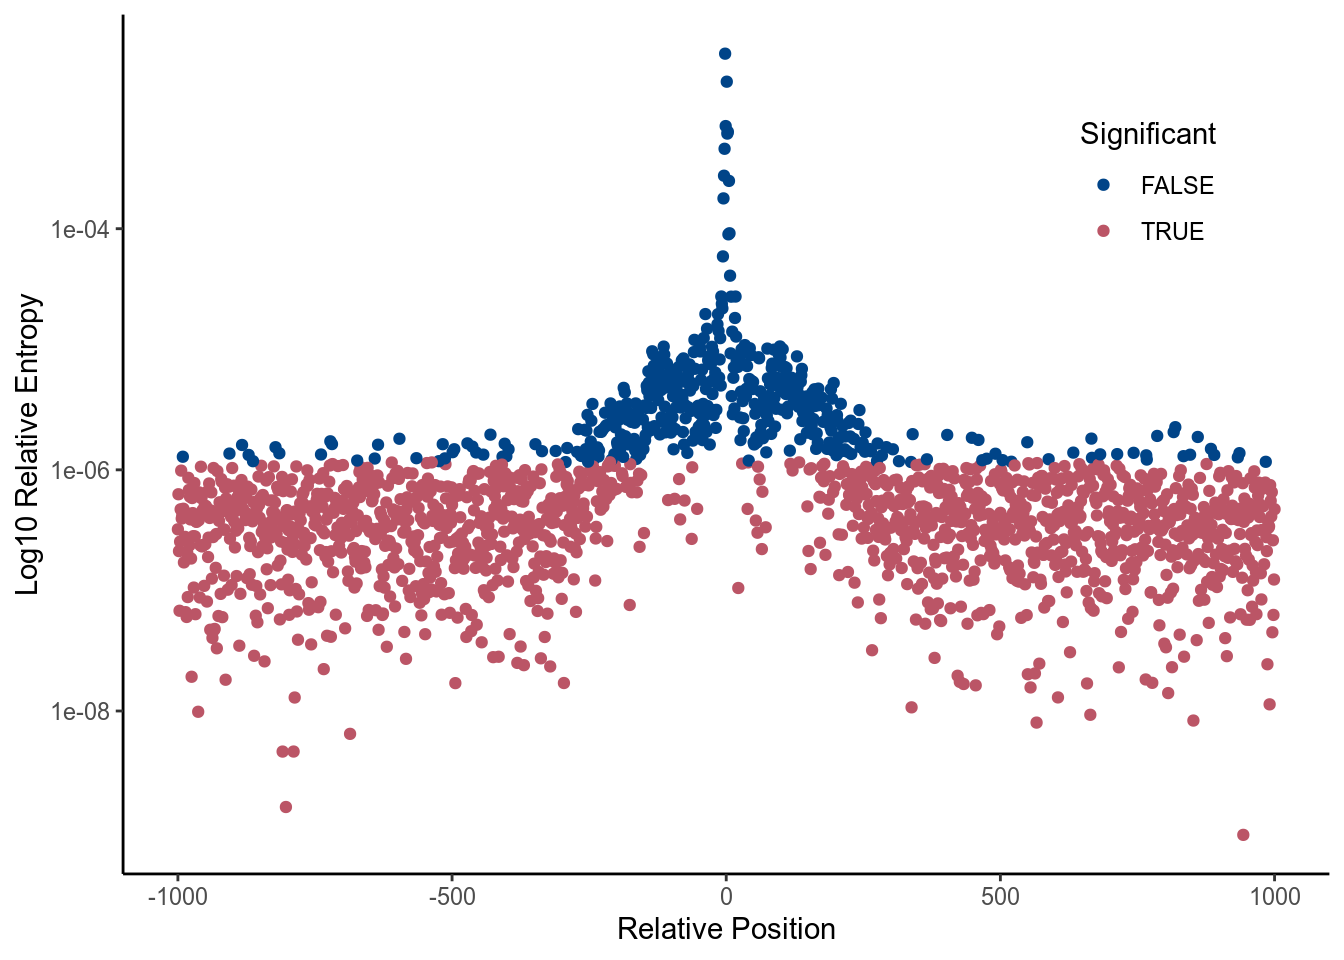 Significant
FALSE
TRUE
Log10 Relative Entropy
1e-04
1e-06
1e-08
-1000
-500
0
500
1000
Relative Position